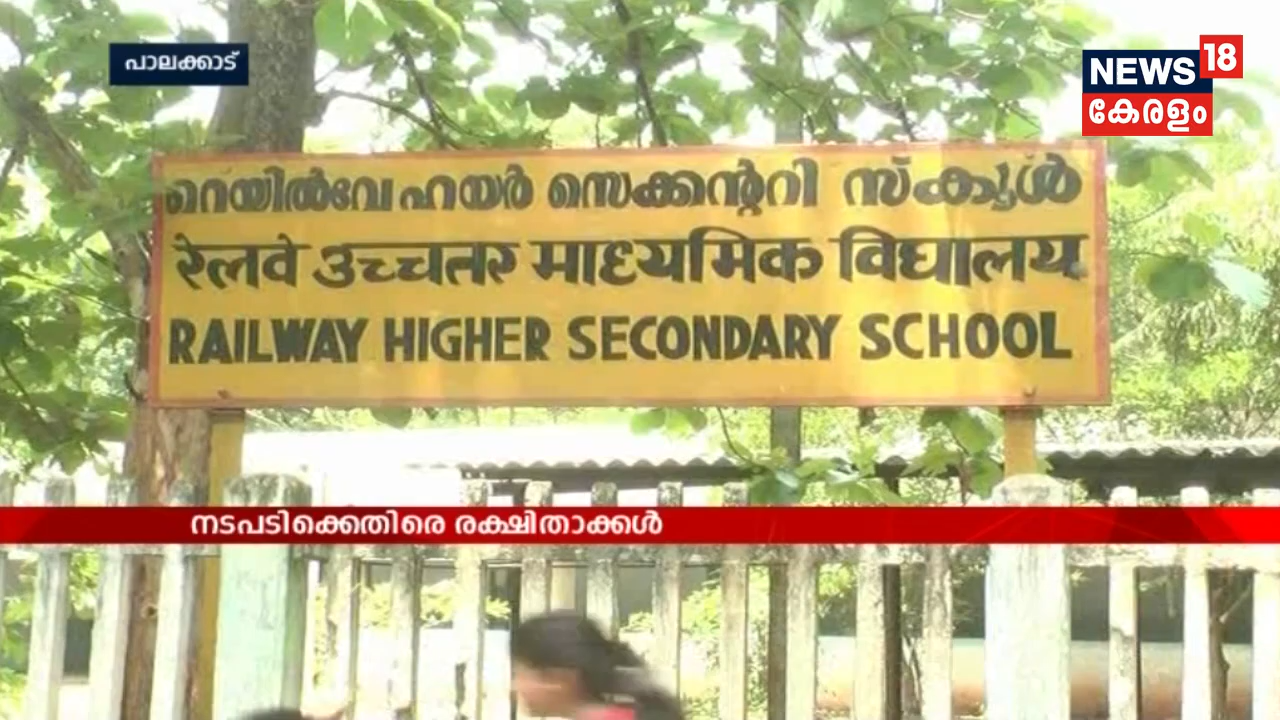 പാലക്കാട്
NEWS 18
കേരളം
റെയിൽവേ ഹയർ സെക്കന്ററി സ്കൂൾ
रेलवे उच्चतर माध्यमिक विद्यालय
RAILWAY HIGHER SECONDARY SCHOOL
നടപടിക്കെതിരെ രക്ഷിതാക്കൾ